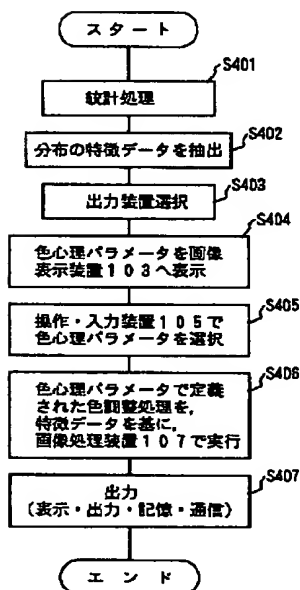 スタート
S401
統計処理
S402
分布の特徴データを抽出
S403
出力装置選択
S404
色心理パラメータを画像
表示装置103へ表示
S405
操作・入力装置105で
色心理パラメータを選択
S406
色心理パラメータで定義
された色調整処理を,
特徴データを基に,
画像処理装置107で実行
S407
出力
(表示・出力・記憶・通信)
エンド